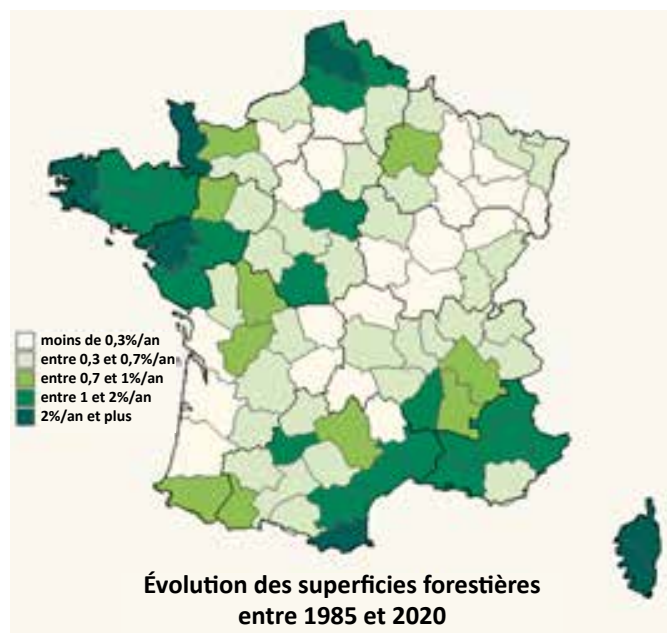 moins de 0,3%/an
entre 0,3 et 0,7%/an
entre 0,7 et 1%/an
entre 1 et 2%/an
2%/an et plus
Évolution des superficies forestières
entre 1985 et 2020